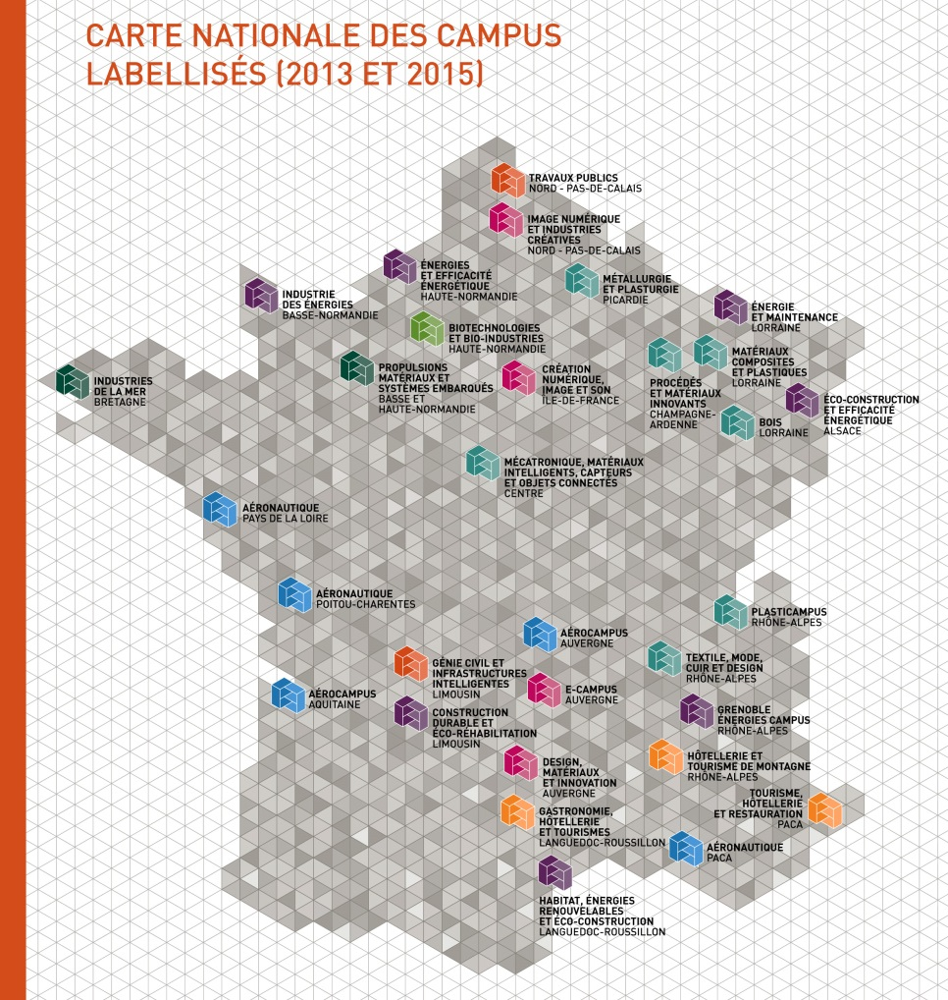 CARTE NATIONALE DES CAMPUS
LABELLISÉS (2013 ET 2015)
TRAVAUX PUBLICS
NORD - PAS-DE-CALAIS
IMAGE NUMÉRIQUE
ET INDUSTRIES
CRÉATIVES
NORD - PAS-DE-CALAIS
ÉNERGIES
ET EFFICACITÉ
ÉNERGÉTIQUE
HAUTE-NORMANDIE
MÉTALLURGIE
ET PLASTURGIE
PICARDIE
INDUSTRIE
DES ÉNERGIES
BASSE-NORMANDIE
ÉNERGIE
ET MAINTENANCE
LORRAINE
BIOTECHNOLOGIES
ET BIO-INDUSTRIES
HAUTE-NORMANDIE
MATÉRIAUX
COMPOSITES
ET PLASTIQUES
LORRAINE
PROPULSIONS
MATÉRIAUX ET
SYSTÈMES EMBARQUÉS
BASSE ET
HAUTE-NORMANDIE
CRÉATION
NUMÉRIQUE,
IMAGE ET SON
ÎLE-DE-FRANCE
PROCÉDÉS
ET MATÉRIAUX
INNOVANTS
CHAMPAGNE-
ARDENNE
INDUSTRIES
DE LA MER
BRETAGNE
ÉCO-CONSTRUCTION
ET EFFICACITÉ
ÉNERGÉTIQUE
ALSACE
BOIS
LORRAINE
MÉCATRONIQUE, MATÉRIAUX
INTELLIGENTS, CAPTEURS
ET OBJETS CONNECTÉS
CENTRE
AÉRONAUTIQUE
PAYS DE LA LOIRE
AÉRONAUTIQUE
POITOU-CHARENTES
PLASTICAMPUS
RHÔNE-ALPES
AÉROCAMPUS
AUVERGNE
TEXTILE, MODE,
CUIR ET DESIGN
RHÔNE-ALPES
GÉNIE CIVIL ET
INFRASTRUCTURES
INTELLIGENTES
LIMOUSIN
E-CAMPUS
AUVERGNE
AÉROCAMPUS
AQUITAINE
CONSTRUCTION
DURABLE ET
ÉCO-RÉHABILITATION
LIMOUSIN
GRENOBLE
ÉNERGIES CAMPUS
RHÔNE-ALPES
DESIGN,
MATÉRIAUX
ET INNOVATION
AUVERGNE
HÔTELLERIE ET
TOURISME DE MONTAGNE
RHÔNE-ALPES
TOURISME,
HÔTELLERIE
ET RESTAURATION
PACA
GASTRONOMIE,
HÔTELLERIE
ET TOURISMES
LANGUEDOC-ROUSSILLON
AÉRONAUTIQUE
PACA
HABITAT, ÉNERGIES
RENOUVELABLES
ET ÉCO-CONSTRUCTION
LANGUEDOC-ROUSSILLON